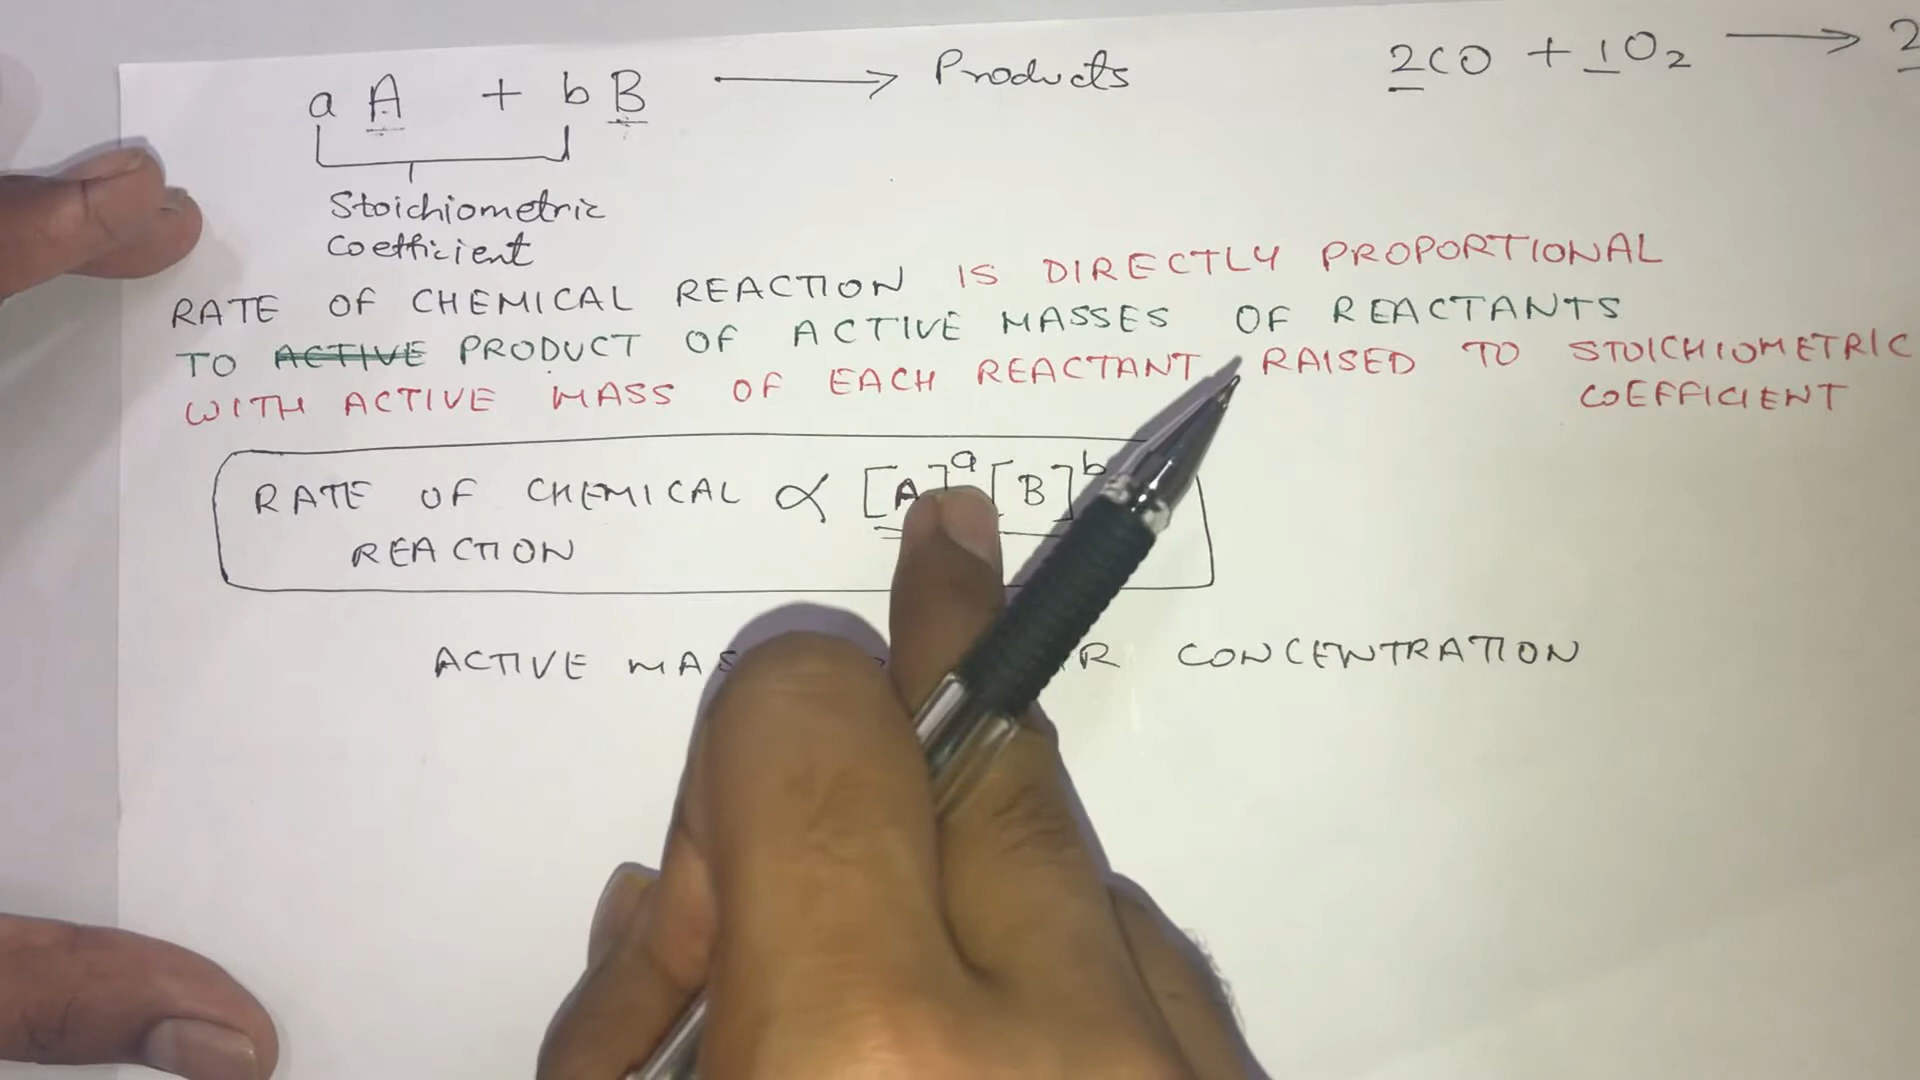 a A + b B ⟶ Products
2CO + 1O₂ ⟶ 2
Stoichiometric
Coefficient
RATE OF CHEMICAL REACTION IS DIRECTLY PROPORTIONAL
TO ACTIVE PRODUCT OF ACTIVE MASSES OF REACTANTS
WITH ACTIVE MASS OF EACH REACTANT RAISED TO STOICHIOMETRIC
COEFFICIENT
RATE OF CHEMICAL ∝ [A]ᵃ [B]ᵇ
REACTION
ACTIVE CONCENTRATION